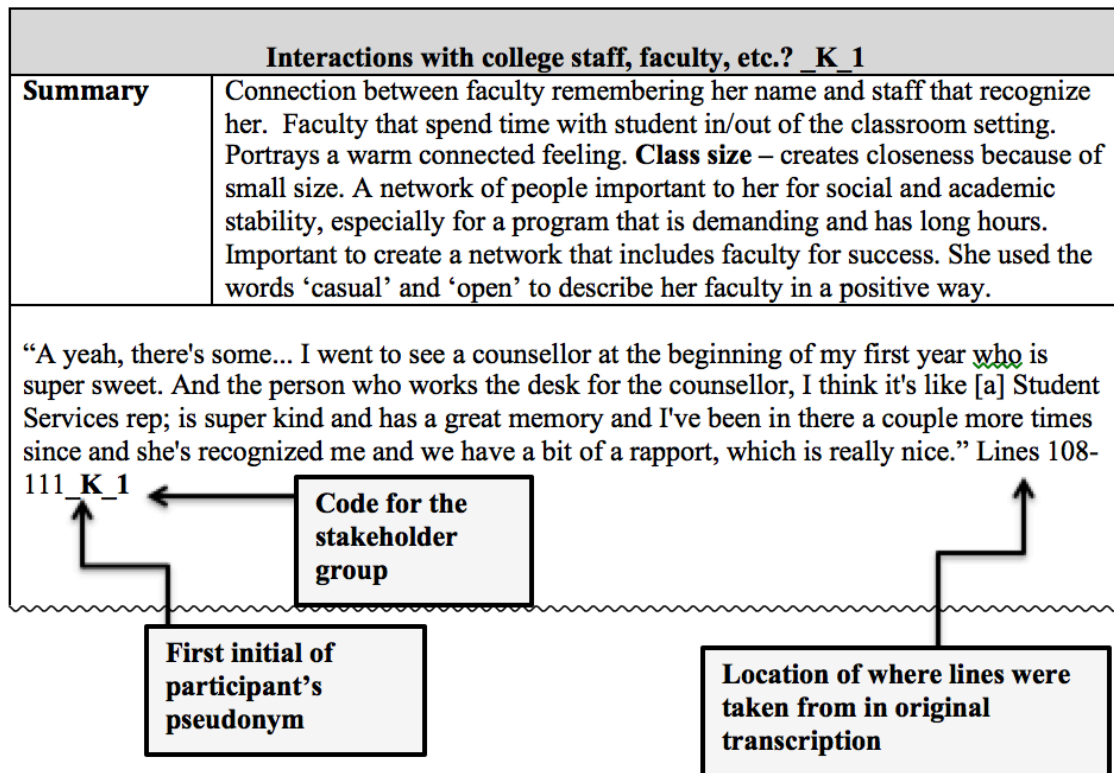 Interactions with college staff, faculty, etc.? _K_1
Summary
Connection between faculty remembering her name and staff that recognize
her.  Faculty that spend time with student in/out of the classroom setting.
Portrays a warm connected feeling. Class size – creates closeness because of
small size. A network of people important to her for social and academic
stability, especially for a program that is demanding and has long hours.
Important to create a network that includes faculty for success. She used the
words ‘casual’ and ‘open’ to describe her faculty in a positive way.
“A yeah, there's some... I went to see a counsellor at the beginning of my first year who is
super sweet. And the person who works the desk for the counsellor, I think it's like [a] Student
Services rep; is super kind and has a great memory and I've been in there a couple more times
since and she's recognized me and we have a bit of a rapport, which is really nice.” Lines 108-
111_K_1
Code for the
stakeholder
group
First initial of
participant’s
pseudonym
Location of where lines were
taken from in original
transcription